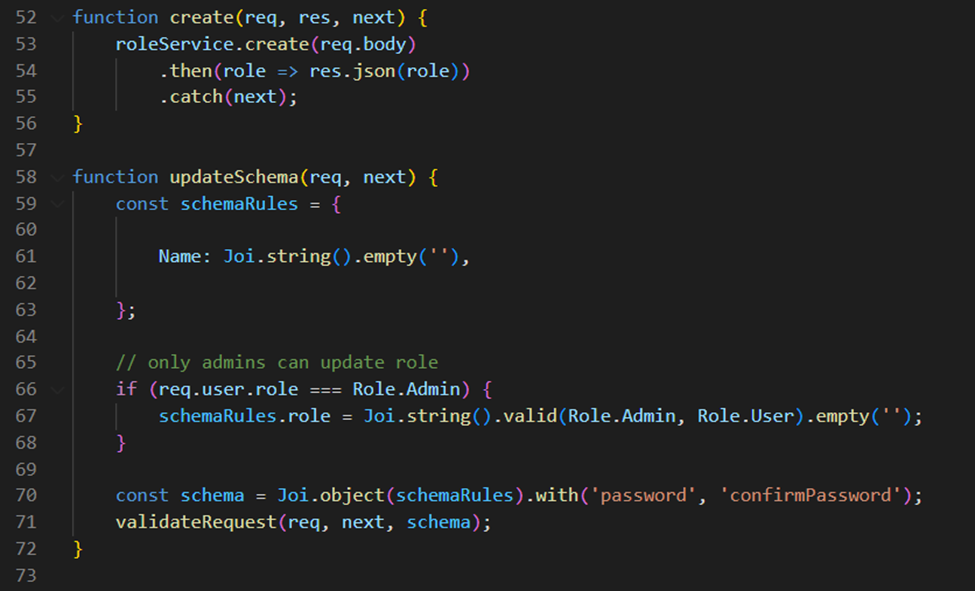 52 function create(req, res, next) {
53     roleService.create(req.body)
54         .then(role => res.json(role))
55         .catch(next);
56 }
57
58 function updateSchema(req, next) {
59     const schemaRules = {
60
61         Name: Joi.string().empty(''),
62
63     };
64
65     // only admins can update role
66     if (req.user.role === Role.Admin) {
67         schemaRules.role = Joi.string().valid(Role.Admin, Role.User).empty('');
68     }
69
70     const schema = Joi.object(schemaRules).with('password', 'confirmPassword');
71     validateRequest(req, next, schema);
72 }
73